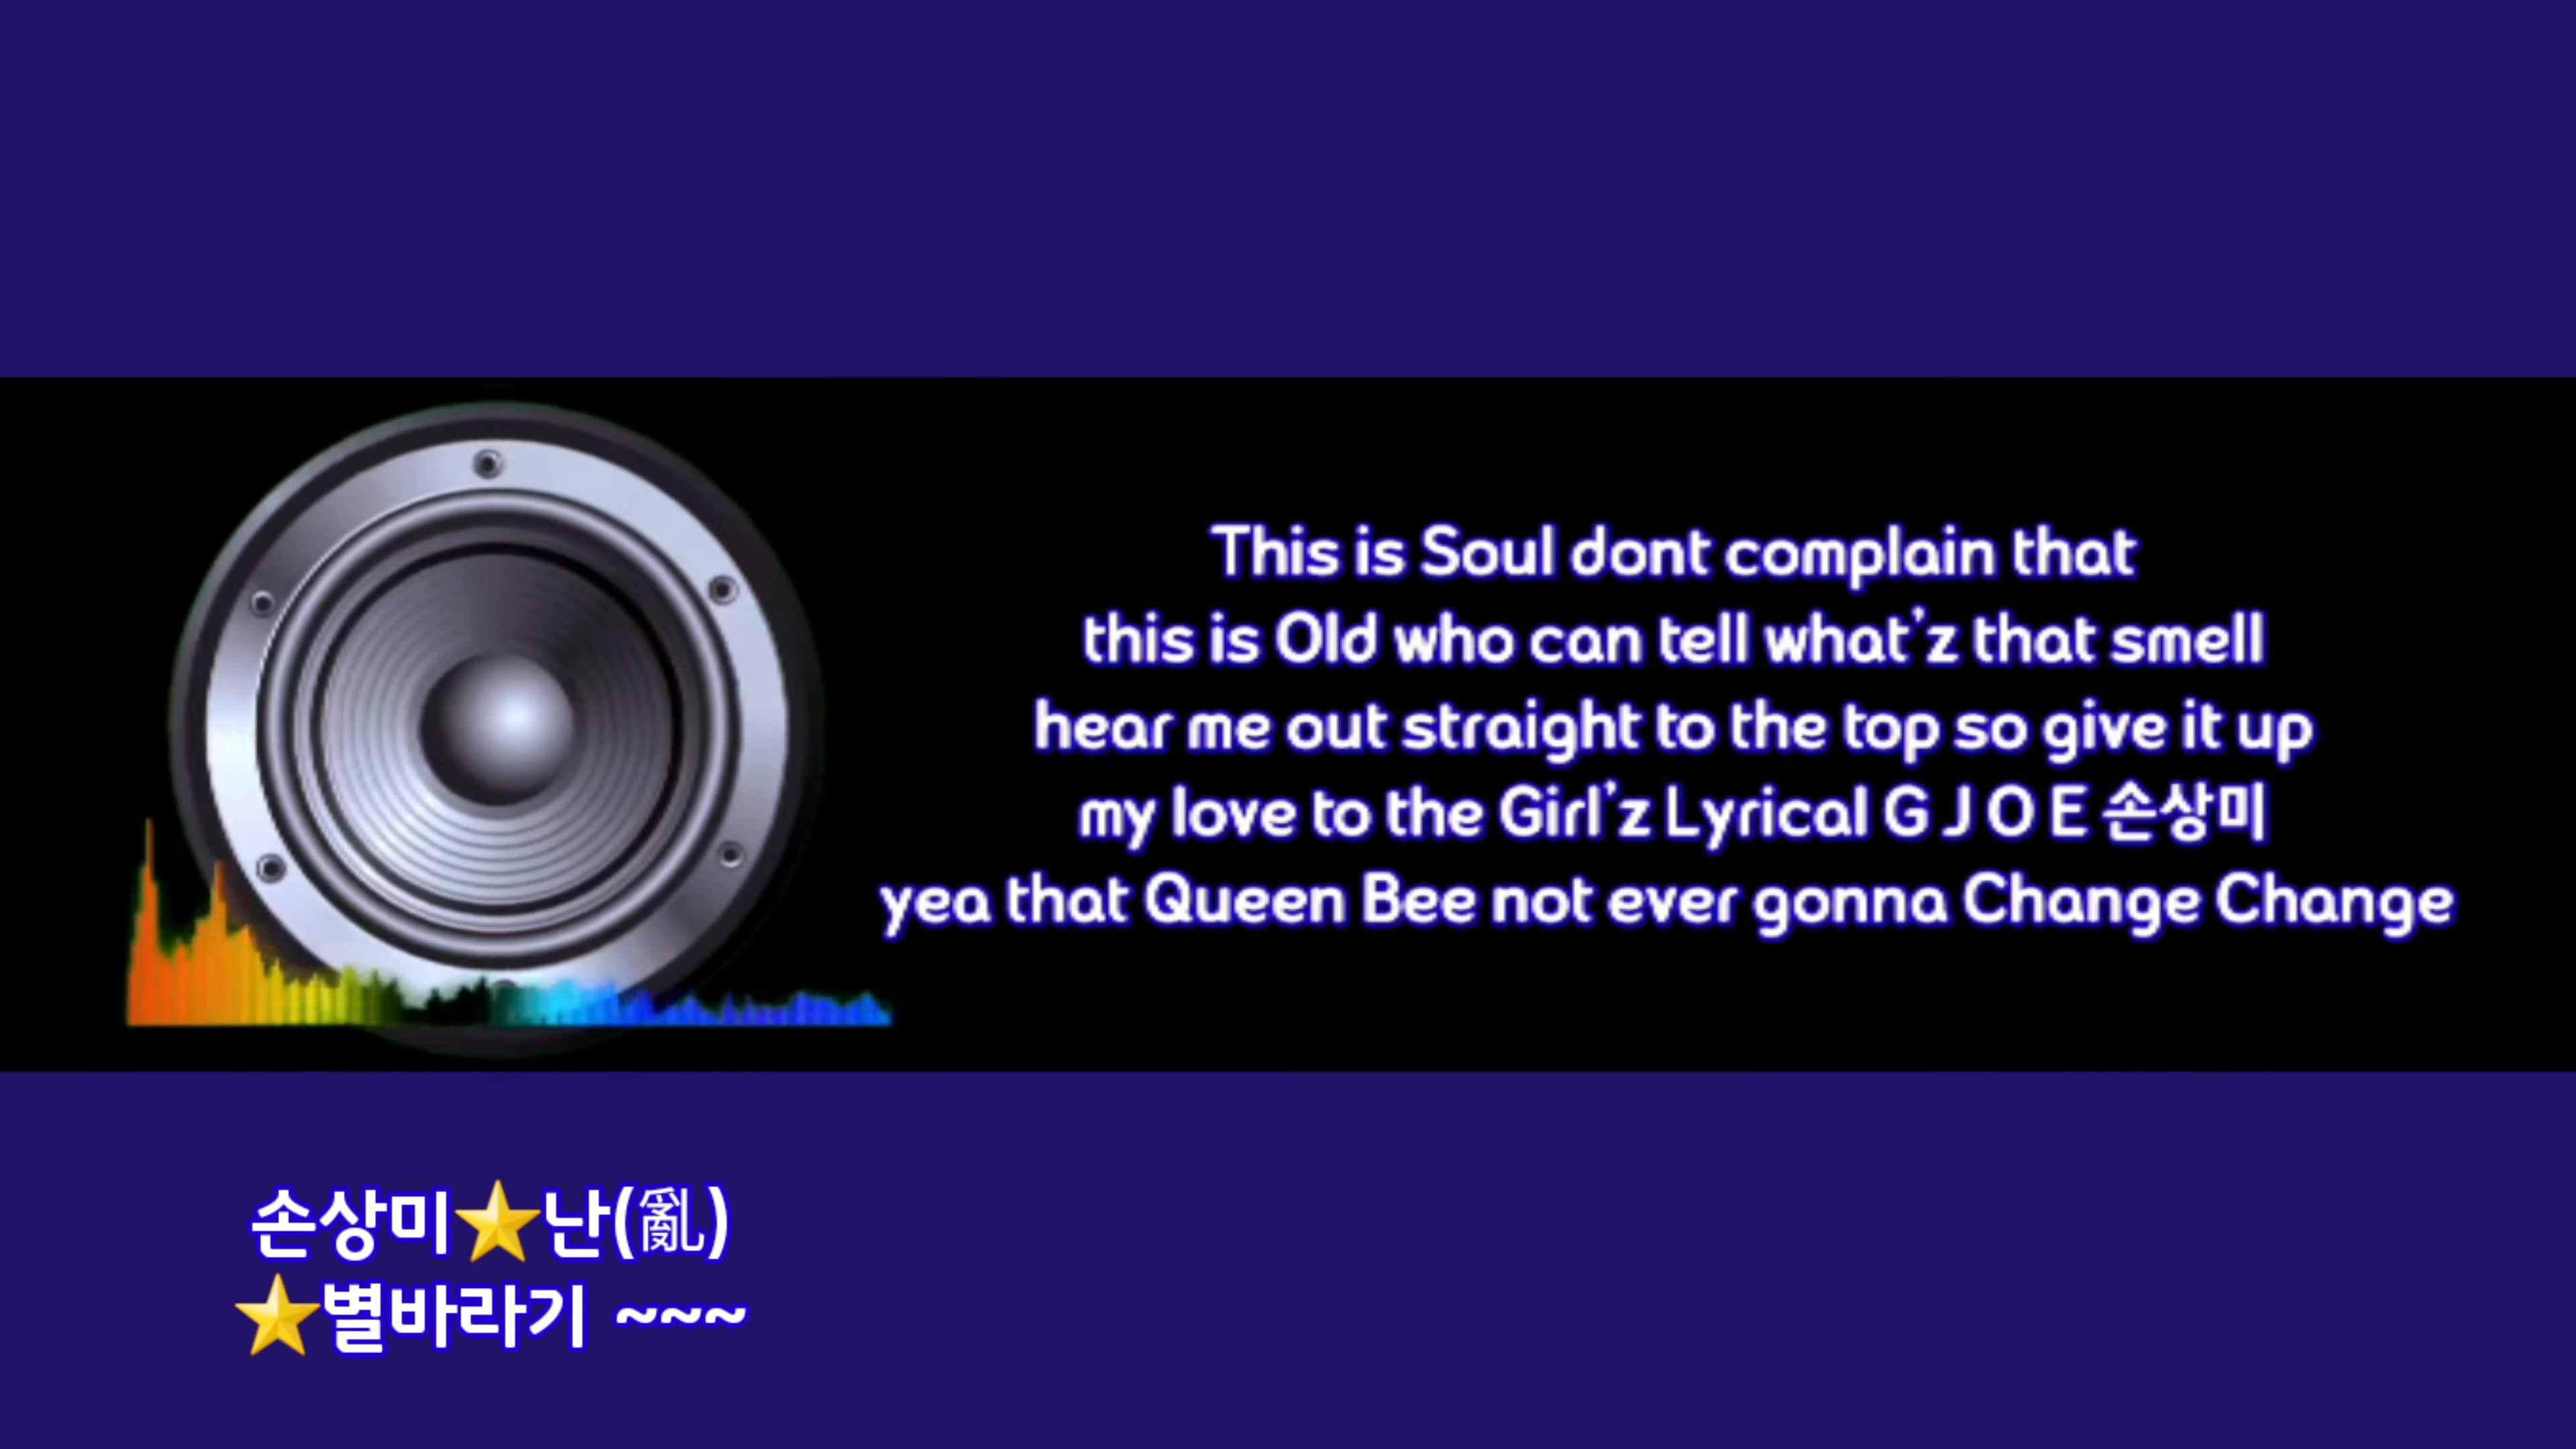 This is Soul dont complain that
this is Old who can tell what’z that smell
hear me out straight to the top so give it up
my love to the Girl’z Lyrical G J O E 손상미
yea that Queen Bee not ever gonna Change Change
손상미⭐난(亂)
⭐별바라기 ~~~